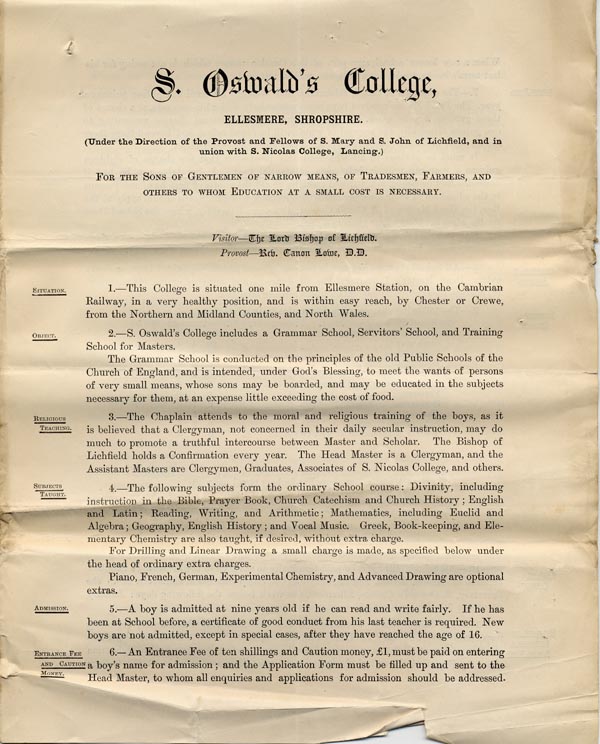 S. Oswald's College,
ELLESMERE, SHROPSHIRE.
(Under the Direction of the Provost and Fellows of S. Mary and S. John of Lichfield, and in
union with S. Nicolas College, Lancing.)
FOR THE SONS OF GENTLEMEN OF NARROW MEANS, OF TRADESMEN, FARMERS, AND
OTHERS TO WHOM EDUCATION AT A SMALL COST IS NECESSARY.
Visitor—The Lord Bishop of Lichfield.
Provost—Rev. Canon Lowe, D.D.
SITUATION.
1.—This College is situated one mile from Ellesmere Station, on the Cambrian
Railway, in a very healthy position, and is within easy reach, by Chester or Crewe,
from the Northern and Midland Counties, and North Wales.
OBJECT.
2.—S. Oswald's College includes a Grammar School, Servitors' School, and Training
School for Masters.
The Grammar School is conducted on the principles of the old Public Schools of the
Church of England, and is intended, under God's Blessing, to meet the wants of persons
of very small means, whose sons may be boarded, and may be educated in the subjects
necessary for them, at an expense little exceeding the cost of food.
RELIGIOUS
TEACHING.
3.—The Chaplain attends to the moral and religious training of the boys, as it
is believed that a Clergyman, not concerned in their daily secular instruction, may do
much to promote a truthful intercourse between Master and Scholar. The Bishop of
Lichfield holds a Confirmation every year. The Head Master is a Clergyman, and the
Assistant Masters are Clergymen, Graduates, Associates of S. Nicolas College, and others.
SUBJECTS
TAUGHT.
4.—The following subjects form the ordinary School course: Divinity, including
instruction in the Bible, Prayer Book, Church Catechism and Church History; English
and Latin; Reading, Writing, and Arithmetic; Mathematics, including Euclid and
Algebra; Geography, English History; and Vocal Music. Greek, Book-keeping, and Ele-
mentary Chemistry are also taught, if desired, without extra charge.
For Drilling and Linear Drawing a small charge is made, as specified below under
the head of ordinary extra charges.
Piano, French, German, Experimental Chemistry, and Advanced Drawing are optional
extras.
ADMISSION.
5.—A boy is admitted at nine years old if he can read and write fairly. If he has
been at School before, a certificate of good conduct from his last teacher is required. New
boys are not admitted, except in special cases, after they have reached the age of 16.
ENTRANCE FEE
AND CAUTION
MONEY.
6.—An Entrance Fee of ten shillings and Caution money, £1, must be paid on entering
a boy's name for admission; and the Application Form must be filled up and sent to the
Head Master, to whom all enquiries and applications for admission should be addressed.